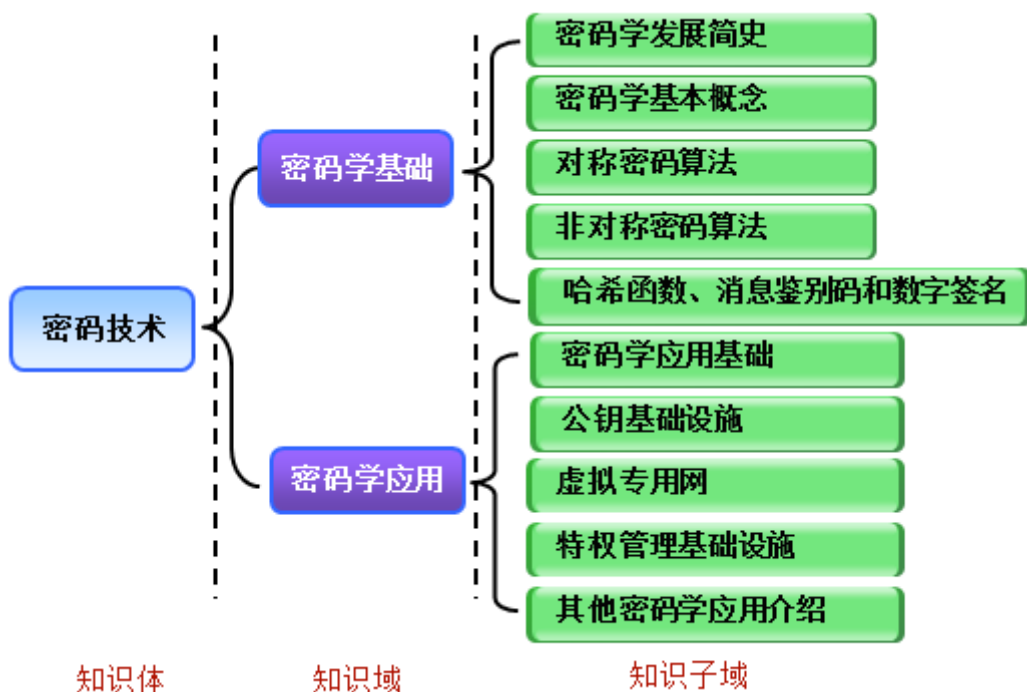 密码学发展简史
密码学基本概念
密码学基础
对称密码算法
非对称密码算法
哈希函数、消息鉴别码和数字签名
密码技术
密码学应用基础
公钥基础设施
密码学应用
虚拟专用网
特权管理基础设施
其他密码学应用介绍
知识体
知识域
知识子域